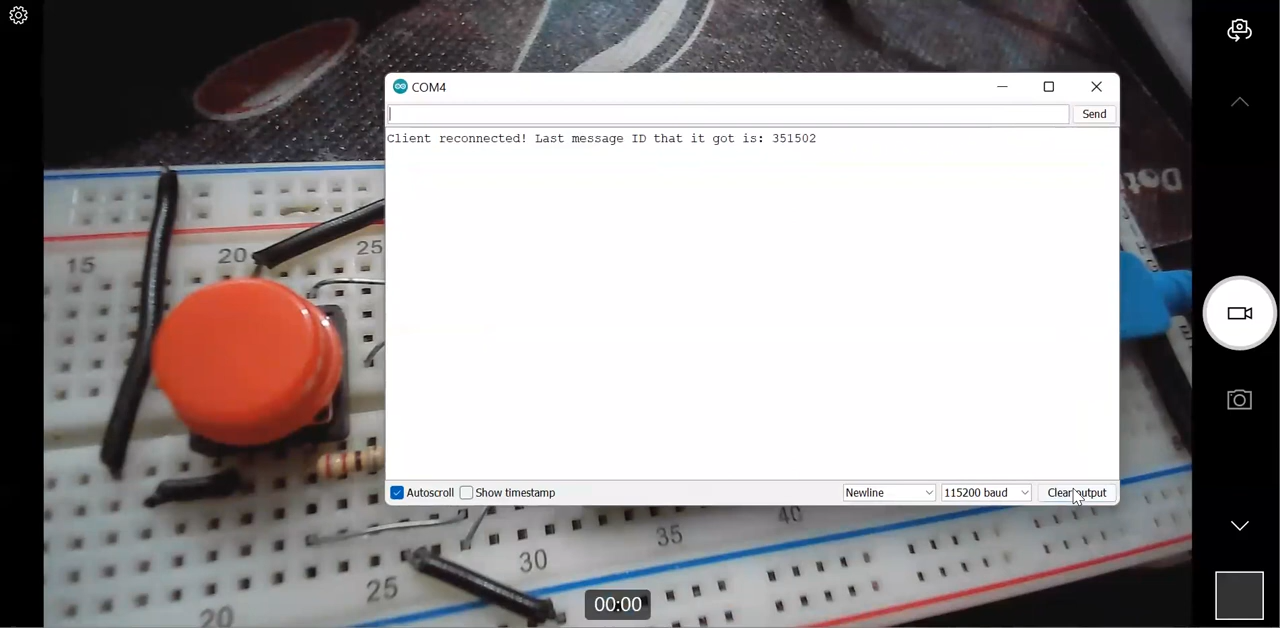 COM4
Send
Client reconnected! Last message ID that it got is: 351502
15
20
25
Autoscroll
Show timestamp
Newline
115200 baud
Clear output
40
35
30
25
20
00:00